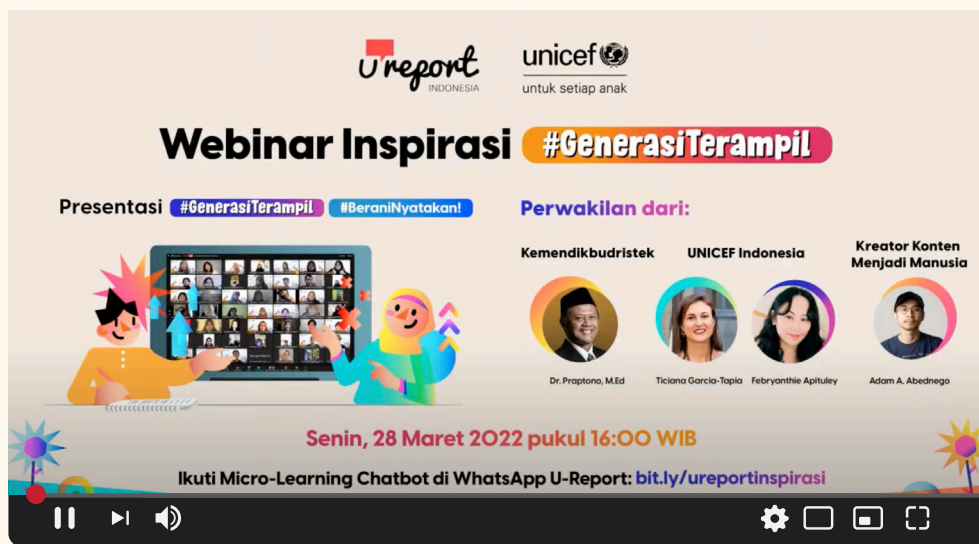 U report
INDONESIA
unicef
untuk setiap anak
Webinar Inspirasi #GenerasiTerampil
Presentasi #GenerasiTerampil #BeraniNyatakan!
Perwakilan dari:
Kemendikbudristek
UNICEF Indonesia
Kreator Konten
Menjadi Manusia
Dr. Praptono, M.Ed
Ticiana Garcia-Tapia
Febryanthie Apituley
Adam A. Abednego
Senin, 28 Maret 2022 pukul 16:00 WIB
Ikuti Micro-Learning Chatbot di WhatsApp U-Report: bit.ly/ureportinspirasi